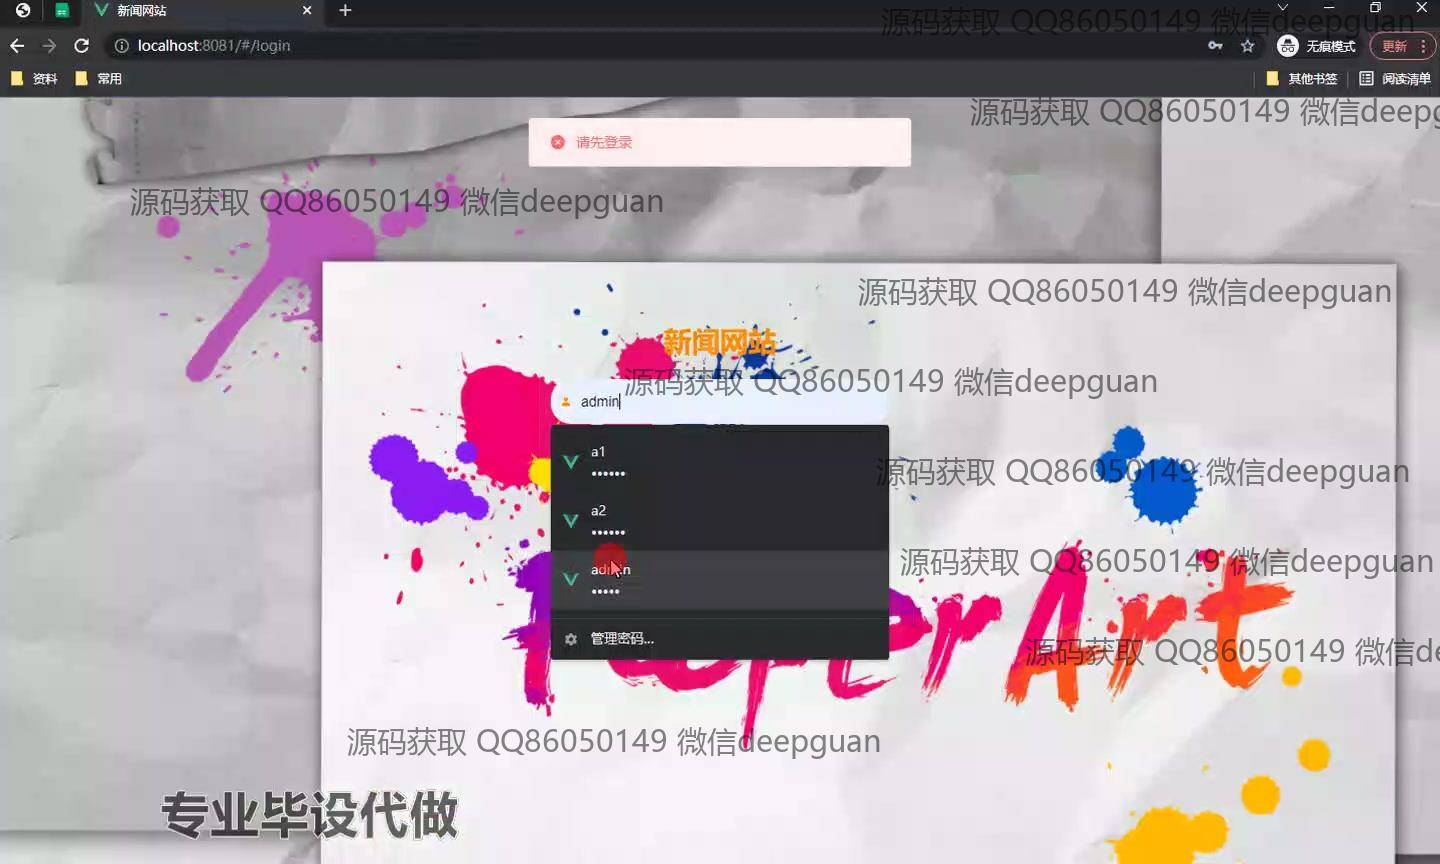 新闻网站
源码获取 QQ86050149 微信deepguan
localhost:8081/#/login
无痕模式
更新
资料
常用
其他书签
阅读清单
源码获取 QQ86050149 微信deepg
请先登录
源码获取 QQ86050149 微信deepguan
源码获取 QQ86050149 微信deepguan
新闻网站
源码获取 QQ86050149 微信deepguan
admin
a1
••••••
源码获取 QQ86050149 微信deepguan
a2
••••••
源码获取 QQ86050149 微信deepguan
admin
•••••
管理密码...
源码获取 QQ86050149 微信de
Art
源码获取 QQ86050149 微信deepguan
专业毕设代做